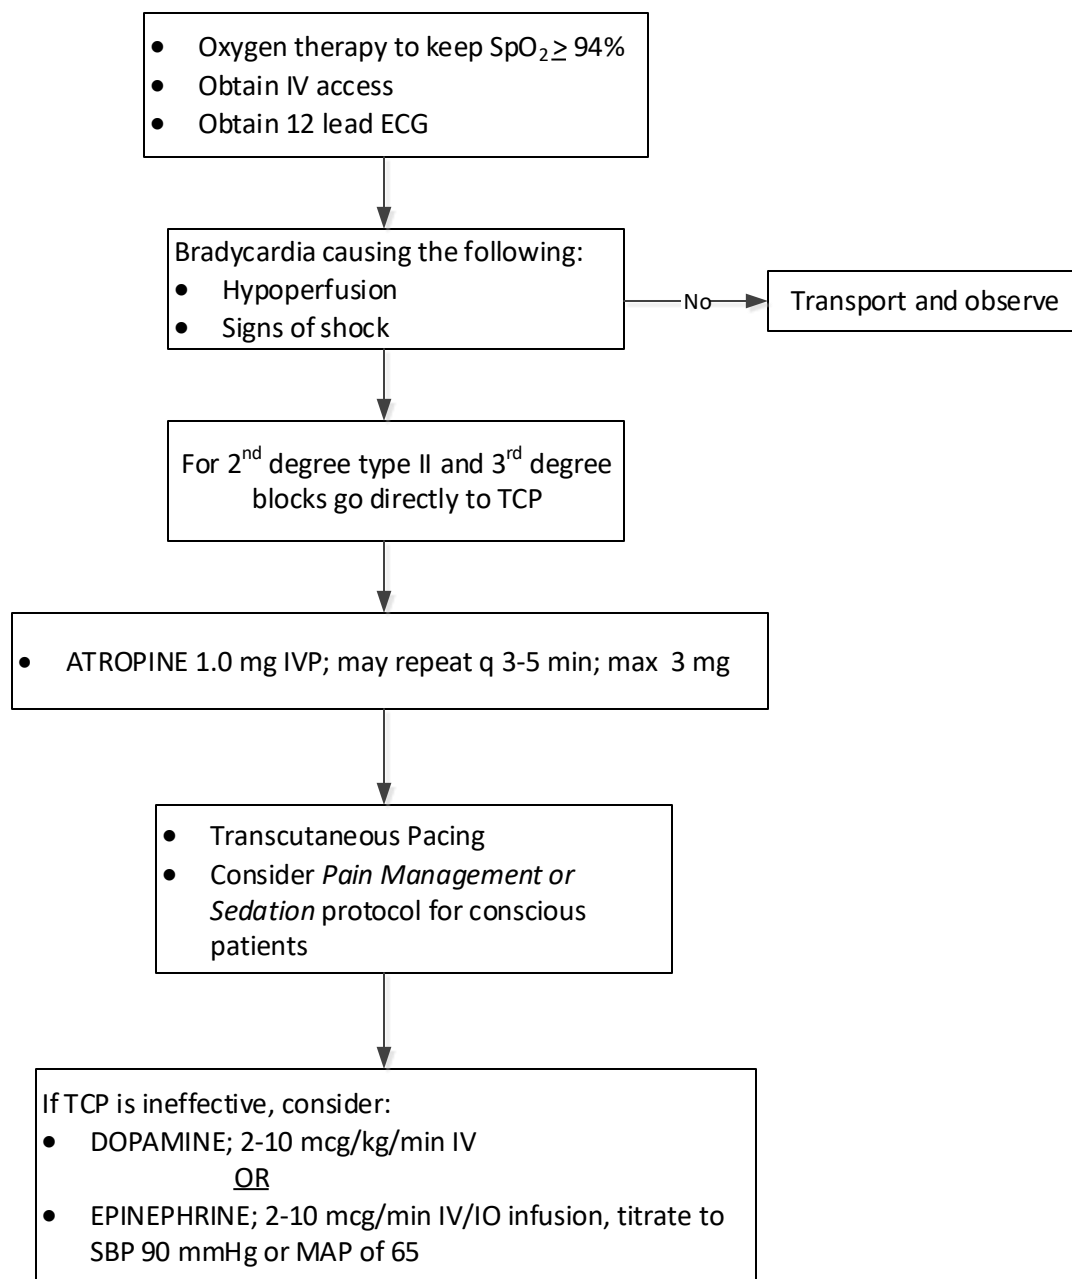 • Oxygen therapy to keep SpO₂ ≥ 94%
• Obtain IV access
• Obtain 12 lead ECG
Bradycardia causing the following:
• Hypoperfusion
• Signs of shock
No
Transport and observe
For 2nd degree type II and 3rd degree
blocks go directly to TCP
• ATROPINE 1.0 mg IVP; may repeat q 3-5 min; max  3 mg
• Transcutaneous Pacing
• Consider Pain Management or
Sedation protocol for conscious
patients
If TCP is ineffective, consider:
• DOPAMINE; 2-10 mcg/kg/min IV
OR
• EPINEPHRINE; 2-10 mcg/min IV/IO infusion, titrate to
SBP 90 mmHg or MAP of 65